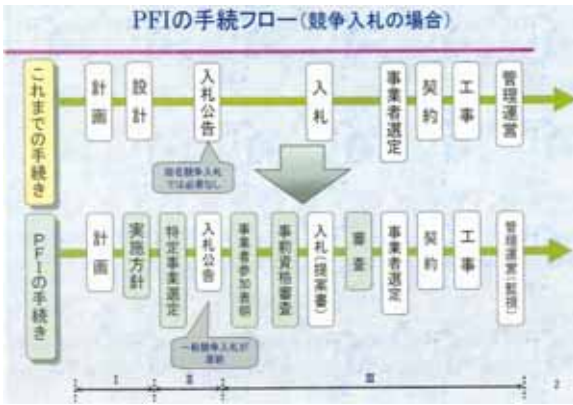 PFIの手続フロー(競争入札の場合)
これまでの手続き
計画
設計
入札公告
入札
事業者選定
契約
工事
管理運営
指名競争入札
では必要なし
PFIの手続き
計画
実施方針
特定事業選定
入札公告
事業者参加表明
事前資格審査
入札(提案書)
審査
事業者選定
契約
工事
管理運営(監視)
一般競争入札が
原則
Ⅰ
Ⅱ
Ⅲ
2